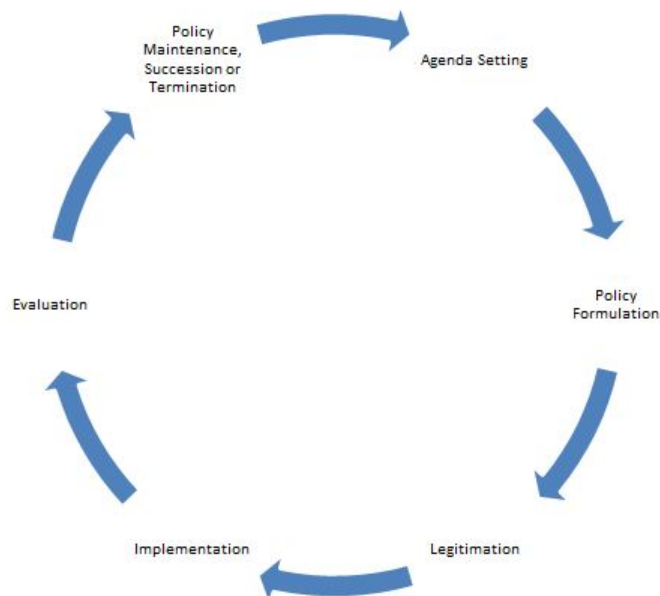 Policy
Maintenance,
Succession or
Termination
Agenda Setting
Policy
Formulation
Legitimation
Implementation
Evaluation